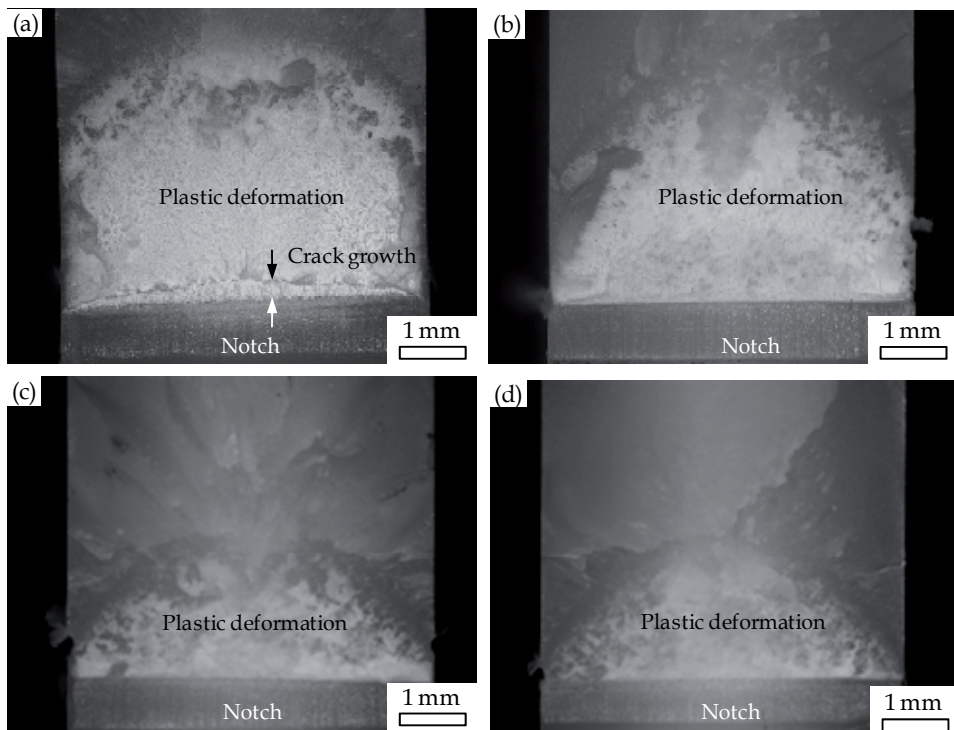 (a)
Plastic deformation
Crack growth
Notch
1 mm
(b)
Plastic deformation
Notch
1 mm
(c)
Plastic deformation
Notch
1 mm
(d)
Plastic deformation
Notch
1 mm